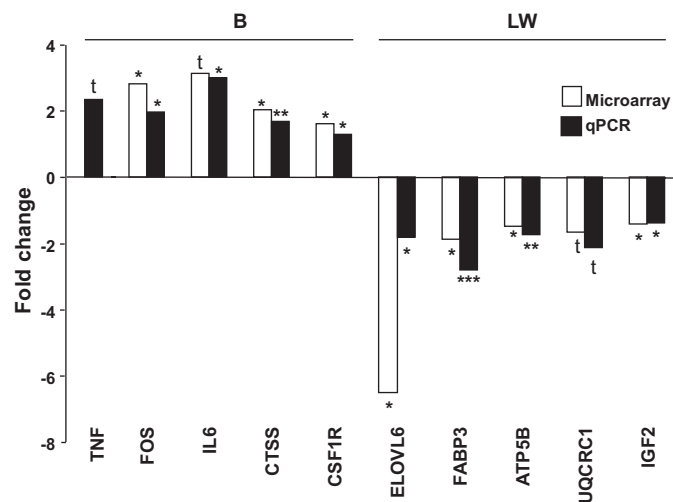 B LW
4
2
0
-2
-4
-6
-8
Fold change
Microarray
qPCR
t
* *
t *
* **
* *
* *
* ***
* **
t t
* *
TNF
FOS
IL6
CTSS
CSF1R
ELOVL6
FABP3
ATP5B
UQCRC1
IGF2